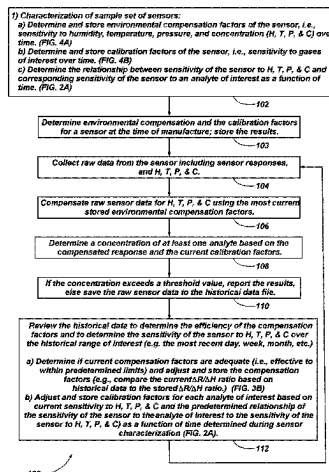 1) Characterization of sample set of sensors:
a) Determine and store environmental compensation factors of the sensor, i.e.,
sensitivity to humidity, temperature, pressure, and concentration (H, T, P, & C) over
time. (FIG. 4A)
b) Determine and store calibration factors of the sensor, i.e., sensitivity to gases
of interest over time. (FIG. 4B)
c) Determine the relationship between sensitivity of the sensor to H, T, P, & C and
corresponding sensitivity of the sensor to an analyte of interest as a function of
time. (FIG. 2A)
102
Determine environmental compensation and the calibration factors
for a sensor at the time of manufacture; store the results.
103
Collect raw data from the sensor including sensor responses,
and H, T, P, & C.
104
Compensate raw sensor data for H, T, P, & C using the most current
stored environmental compensation factors.
106
Determine a concentration of at least one analyte based on the
compensated response and the current calibration factors.
108
If the concentration exceeds a threshold value, report the results,
else save the raw sensor data to the historical data file.
110
Review the historical data to determine the efficiency of the compensation
factors and to determine the sensitivity of the sensor to H, T, P, & C over
the historical range of interest (e.g. the most recent day, week, month, etc.)
a) Determine if current compensation factors are adequate (i.e., effective to
within predetermined limits) and adjust and store the compensation
factors (e.g., compare the current ΔR/ΔH ratio based on
historical data to the stored ΔR/ΔH ratio.) (FIG. 3B)
b) Adjust and store calibration factors for each analyte of interest based on
current sensitivity to H, T, P, & C and the predetermined relationship of
the sensitivity of the sensor to the analyte of interest to the sensitivity of the
sensor to H, T, P, & C) as a function of time determined during sensor
characterization (FIG. 2A).
112